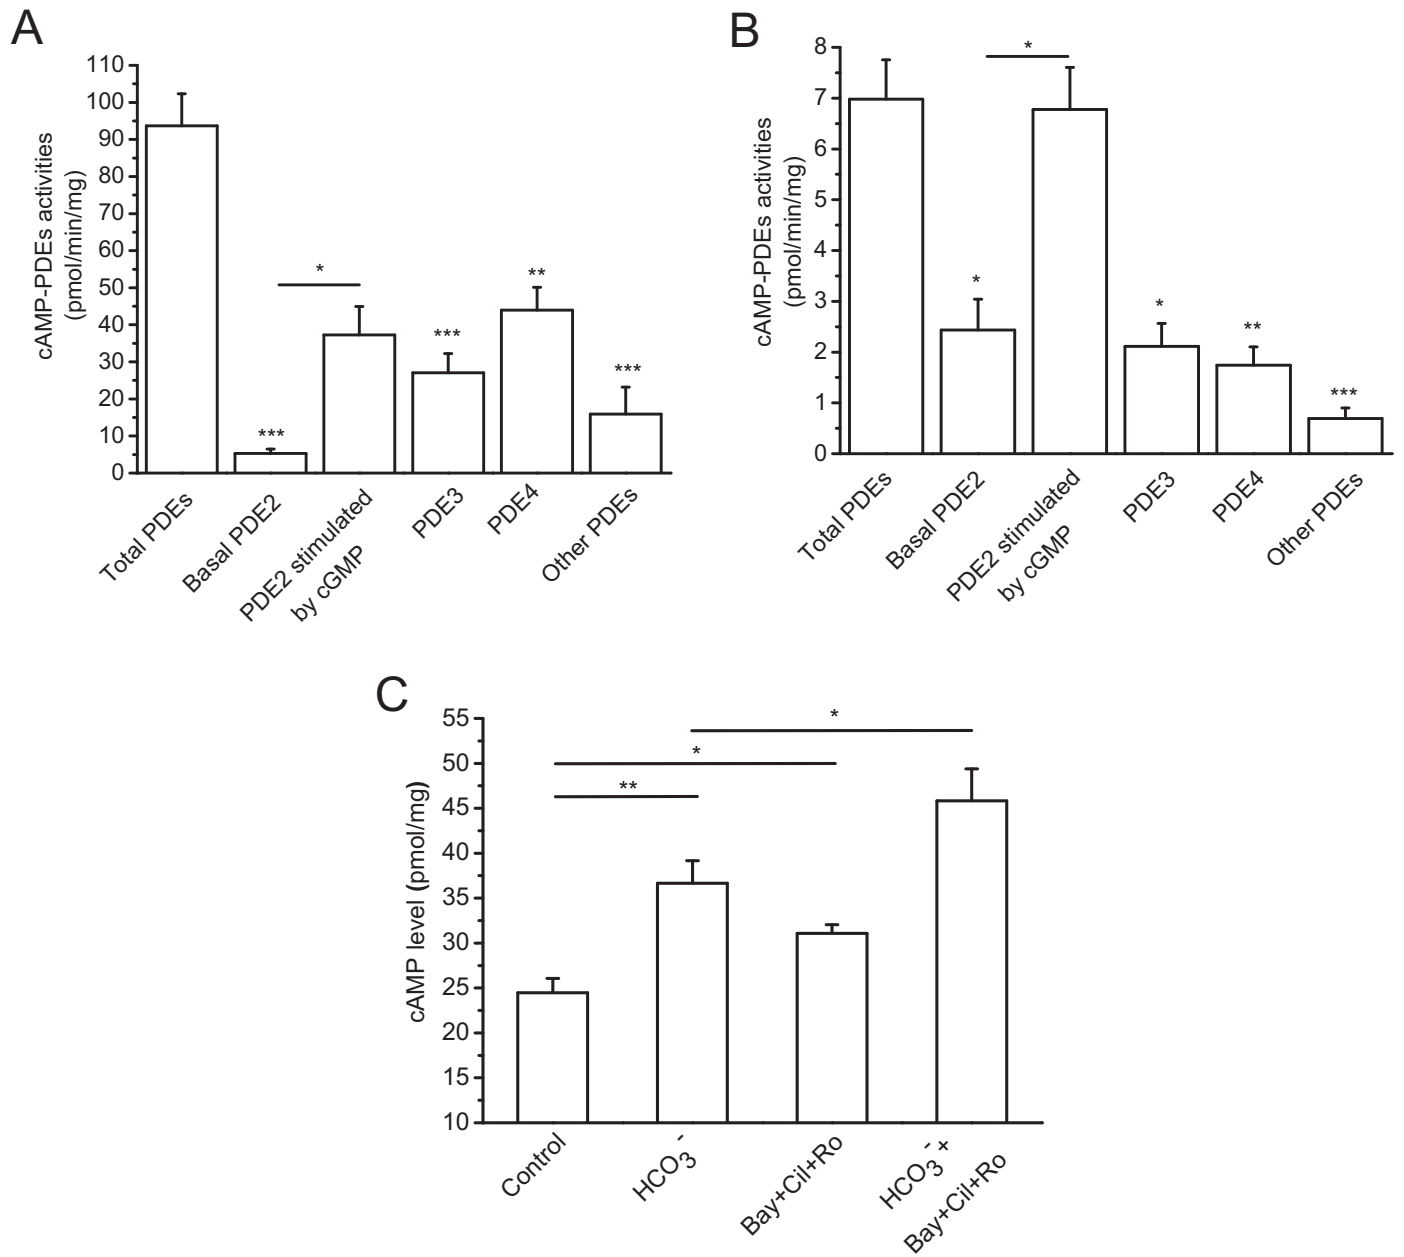 A
cAMP-PDEs activities
(pmol/min/mg)
110
100
90
80
70
60
50
40
30
20
10
0
***
*
***
**
***
Total PDEs
Basal PDE2
PDE2 stimulated
by cGMP
PDE3
PDE4
Other PDEs
B
cAMP-PDEs activities
(pmol/min/mg)
8
7
6
5
4
3
2
1
0
*
*
*
**
***
Total PDEs
Basal PDE2
PDE2 stimulated
by cGMP
PDE3
PDE4
Other PDEs
C
cAMP level (pmol/mg)
55
50
45
40
35
30
25
20
15
10
*
*
**
Control
HCO3-
Bay+Cil+Ro
HCO3-+
Bay+Cil+Ro